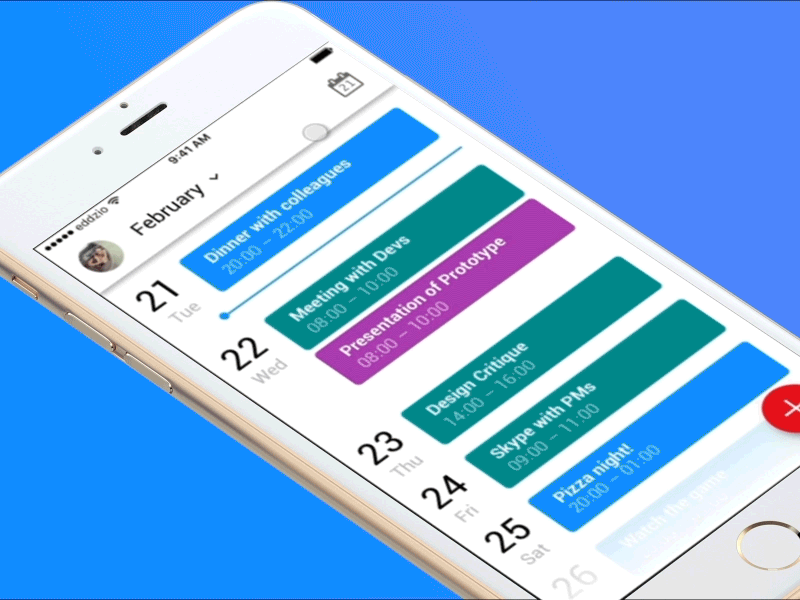 eddzio
9:41 AM
February
21
21
Tue
Dinner with colleagues
20:00 – 22:00
22
Wed
Meeting with Devs
08:00 – 10:00
Presentation of Prototype
08:00 – 10:00
23
Thu
Design Critique
14:00 – 16:00
24
Fri
Skype with PMs
09:00 – 11:00
25
Sat
Pizza night!
20:00 – 01:00
26
Watch the game